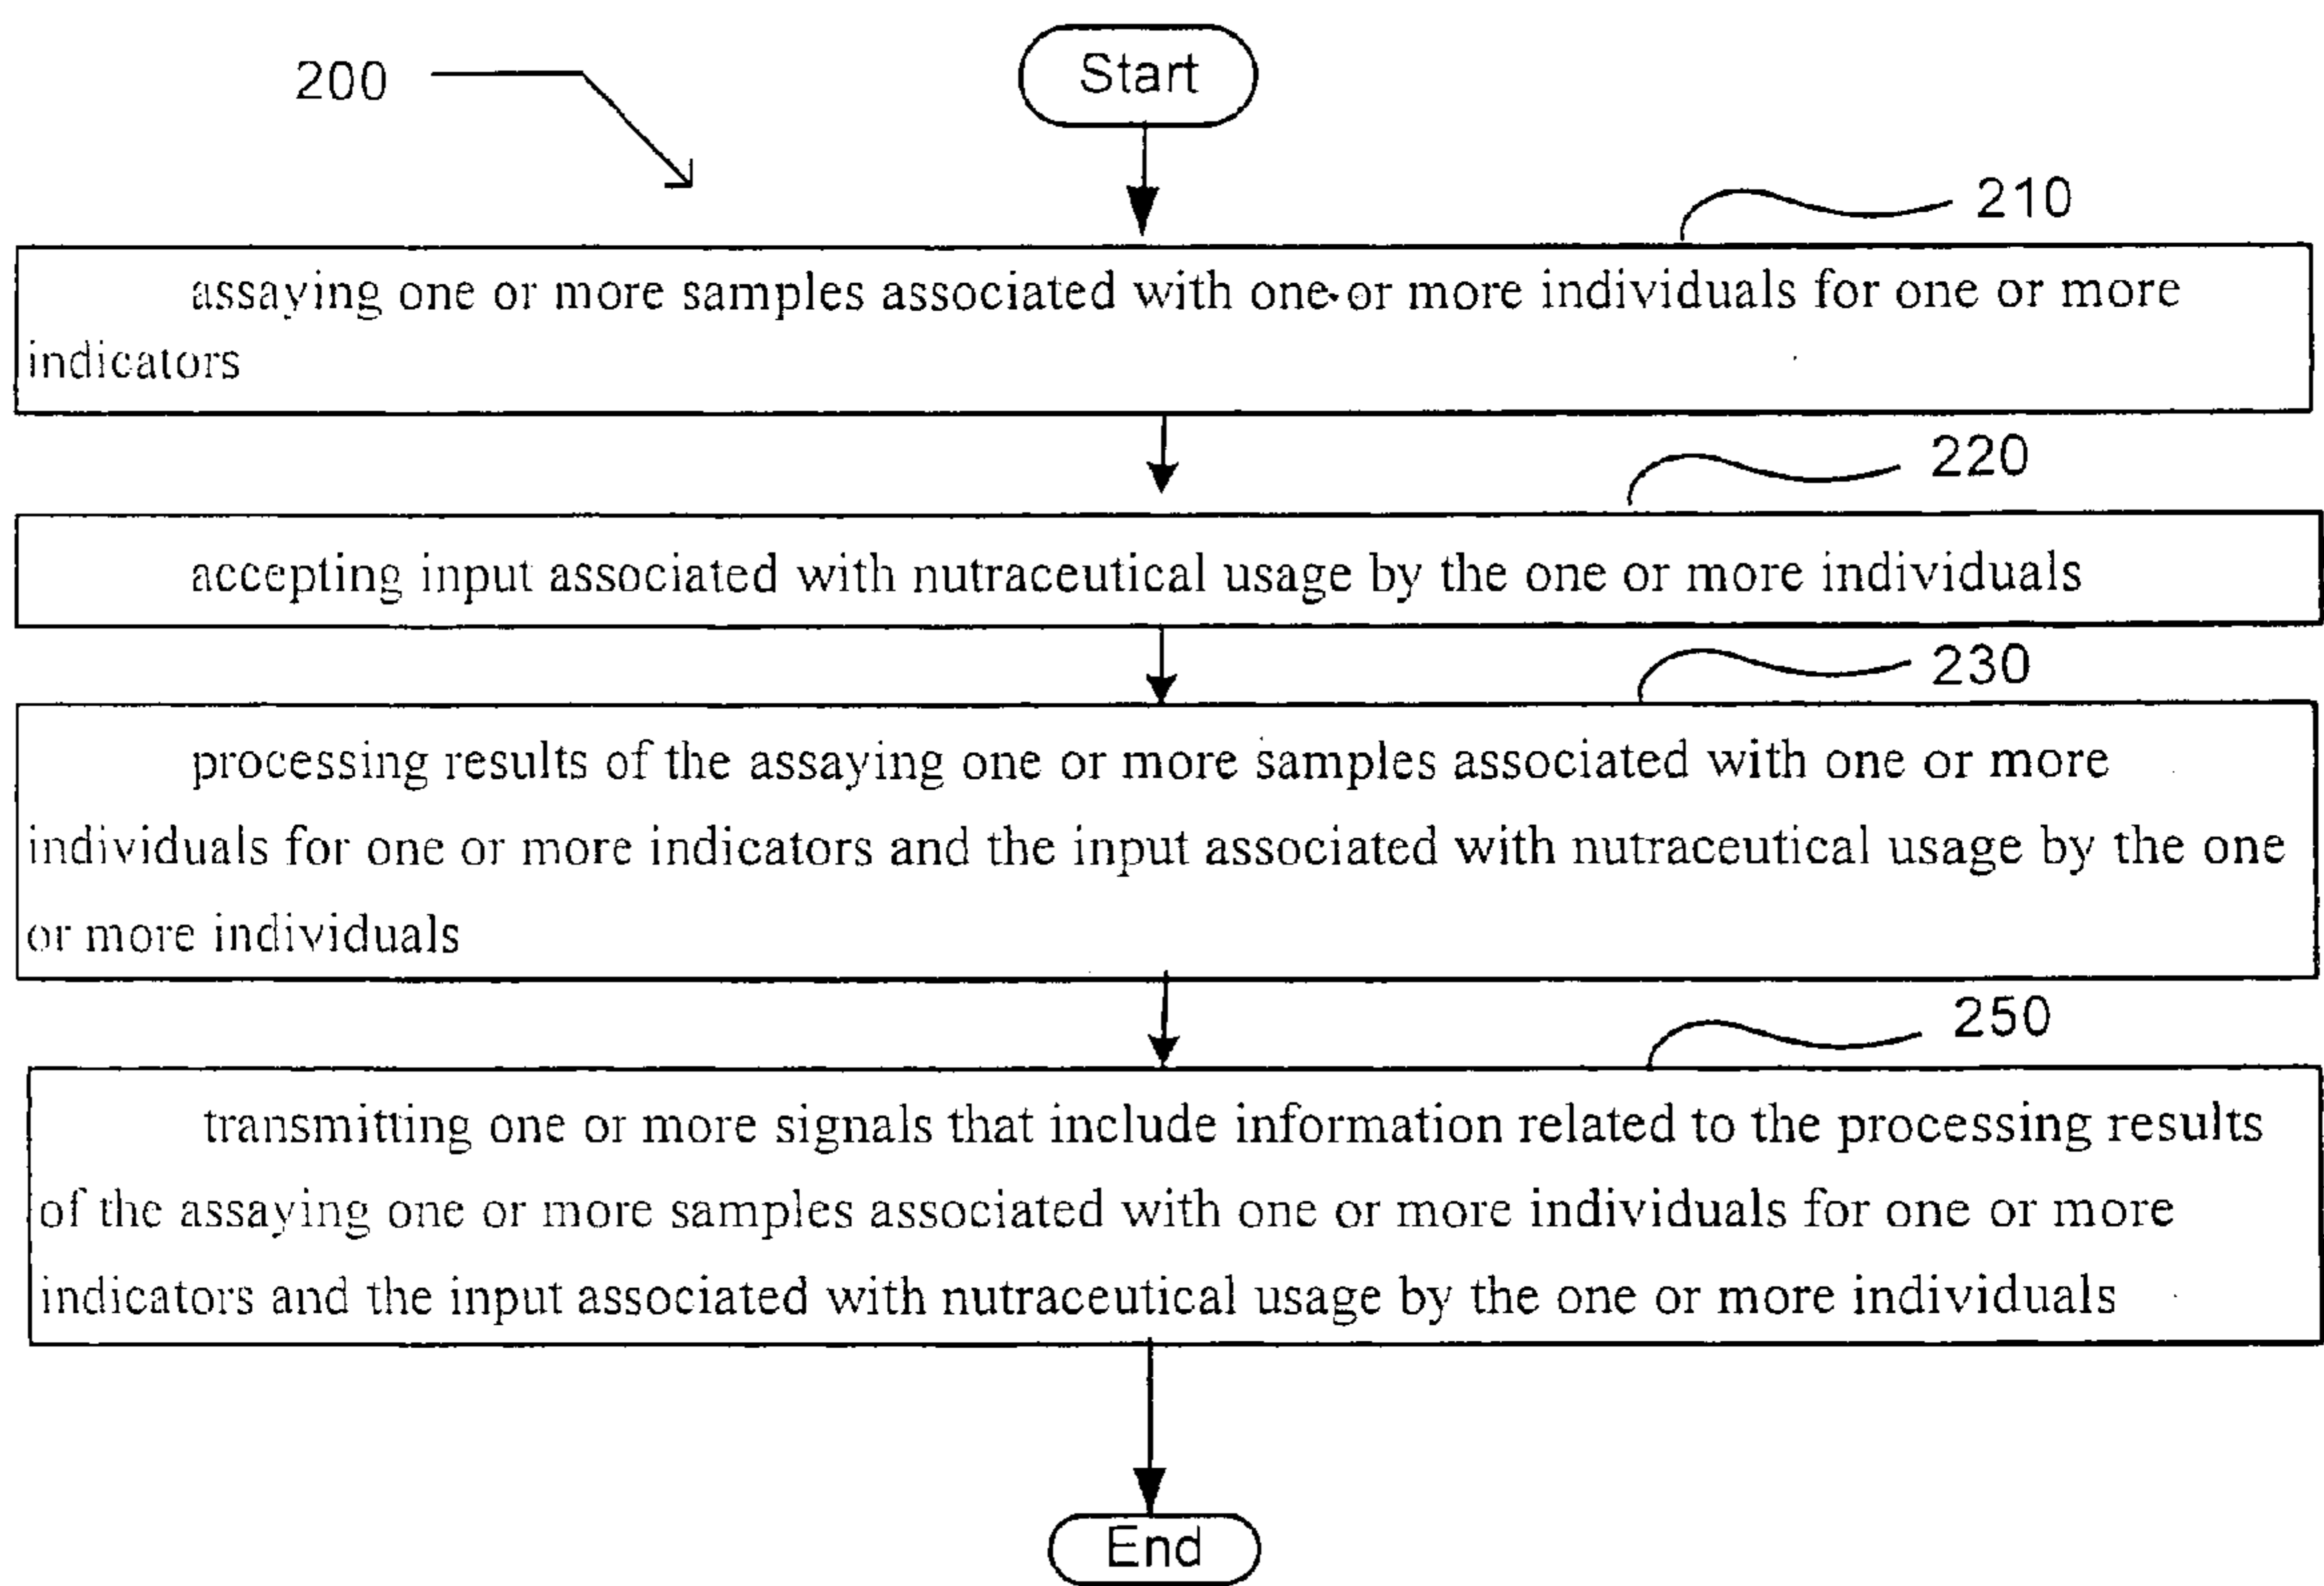 Start
200
210
assaying one or more samples associated with one or more individuals for one or more
indicators
220
accepting input associated with nutraceutical usage by the one or more individuals
230
processing results of the assaying one or more samples associated with one or more
individuals for one or more indicators and the input associated with nutraceutical usage by the one
or more individuals
250
transmitting one or more signals that include information related to the processing results
of the assaying one or more samples associated with one or more individuals for one or more
indicators and the input associated with nutraceutical usage by the one or more individuals
End